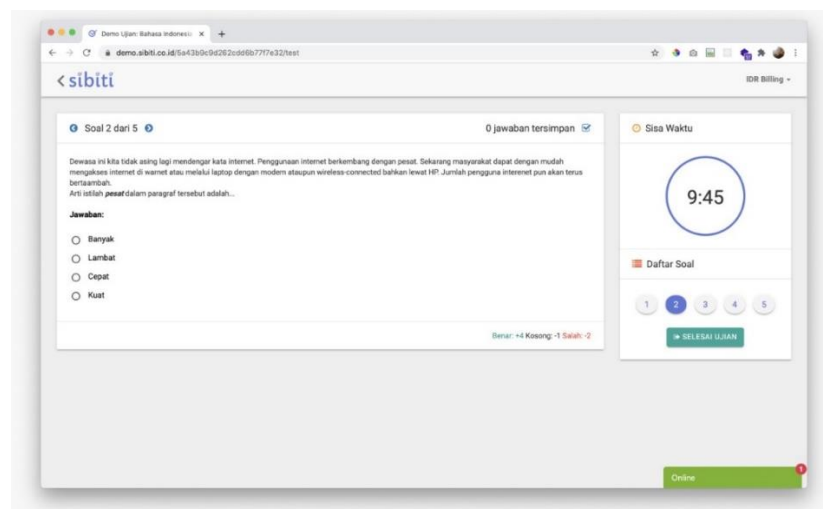 Demo Ujian: Bahasa Indonesi
demo.sibiti.co.id/5a43b9c9d262cdd6b77f7e32/test
sibiti
IDR Billing
Soal 2 dari 5
0 jawaban tersimpan
Dewasa ini kita tidak asing lagi mendengar kata internet. Penggunaan internet berkembang dengan pesat. Sekarang masyarakat dapat dengan mudah
mengakses internet di warnet atau melalui laptop dengan modem ataupun wireless-connected bahkan lewat HP. Jumlah pengguna interenet pun akan terus
bertaambah.
Arti istilah pesat dalam paragraf tersebut adalah...
Jawaban:
Banyak
Lambat
Cepat
Kuat
Benar: +4 Kosong: -1 Salah: -2
Sisa Waktu
9:45
Daftar Soal
1 2 3 4 5
SELESAI UJIAN
Online
1